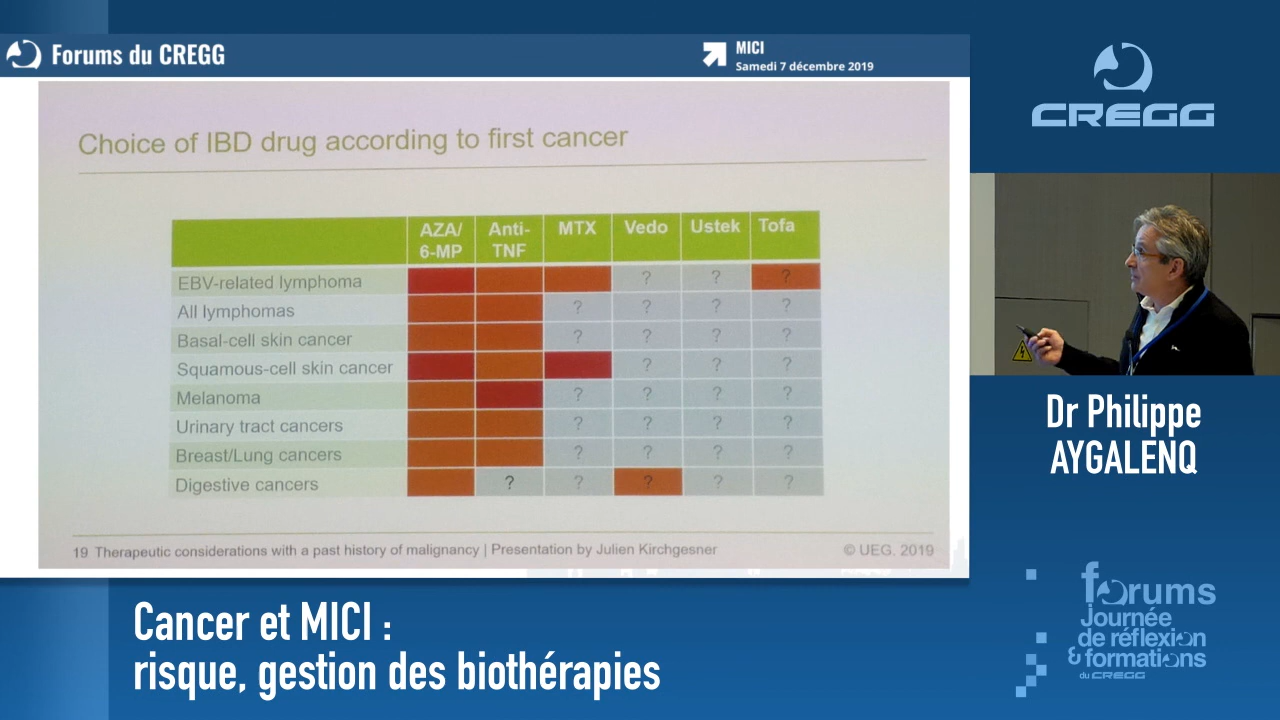 Forums du CREGG
MICI
Samedi 7 décembre 2019
CREGG
Choice of IBD drug according to first cancer
AZA/ 6-MP Anti-TNF MTX Vedo Ustek Tofa
EBV-related lymphoma ? ? ?
All lymphomas ? ? ? ?
Basal-cell skin cancer ? ? ? ?
Squamous-cell skin cancer ? ? ?
Melanoma ? ? ? ?
Urinary tract cancers ? ? ? ?
Breast/Lung cancers ? ? ? ?
Digestive cancers ? ? ? ? ?
19 Therapeutic considerations with a past history of malignancy | Presentation by Julien Kirchgesner © UEG, 2019
Dr Philippe
AYGALENQ
Cancer et MICI :
risque, gestion des biothérapies
forums
Journée
de réflexion
& formations
du CREGG